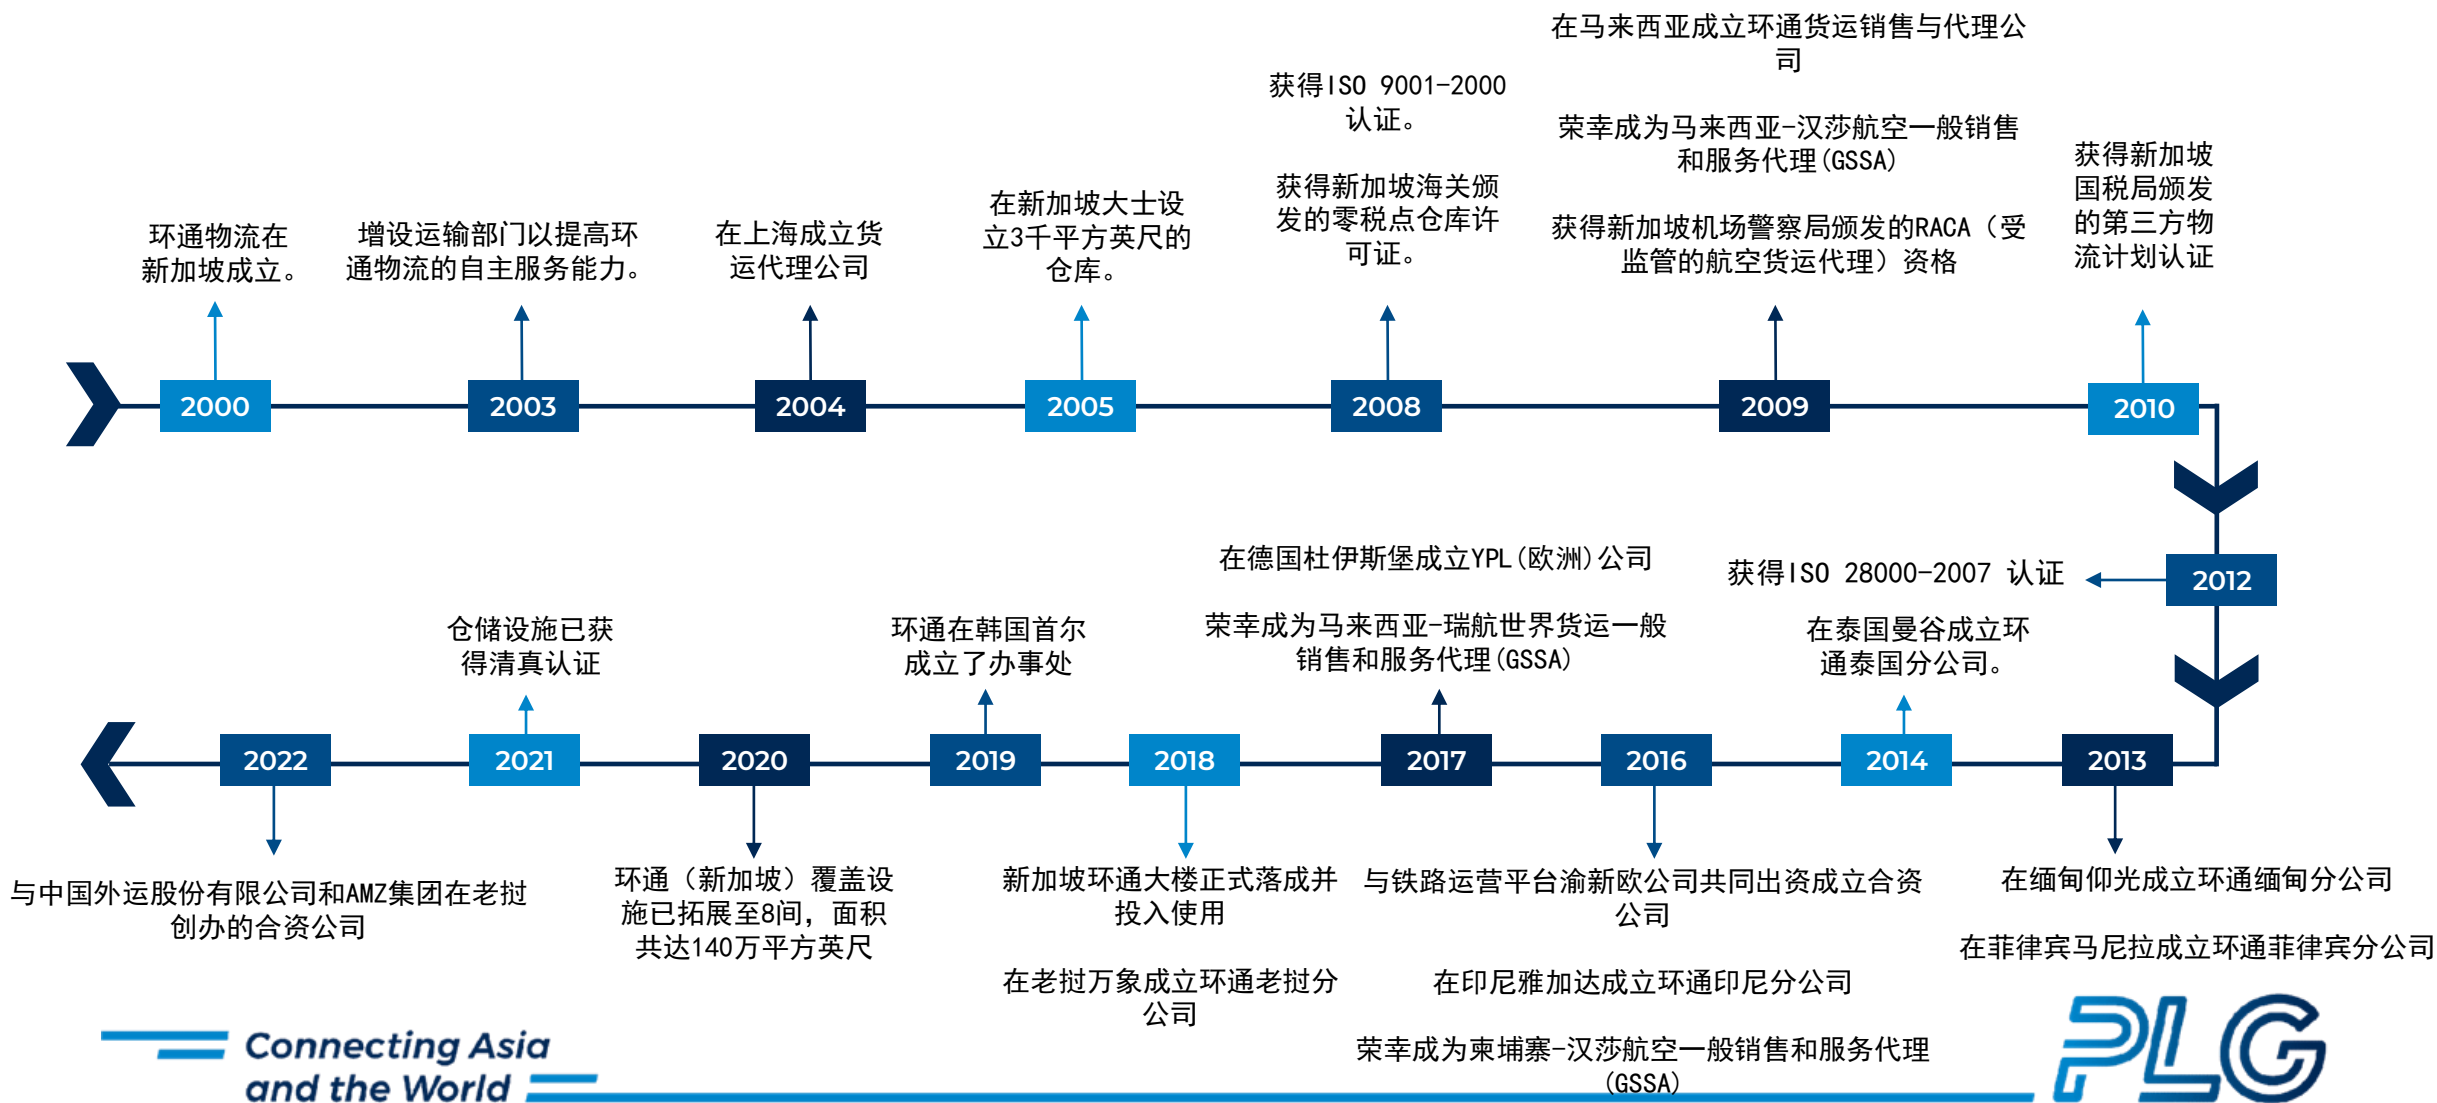 环通物流在
新加坡成立。
2000
增设运输部门以提高环
通物流的自主服务能力。
2003
在上海成立货
运代理公司
2004
在新加坡大士设
立3千平方英尺的
仓库。
2005
获得ISO 9001-2000
认证。
获得新加坡海关颁
发的零税点仓库许
可证。
2008
在马来西亚成立环通货运销售与代理公
司
荣幸成为马来西亚-汉莎航空一般销售
和服务代理(GSSA)
获得新加坡机场警察局颁发的RACA（受
监管的航空货运代理）资格
2009
获得新加坡
国税局颁发
的第三方物
流计划认证
2010
获得ISO 28000-2007 认证
2012
2013
在缅甸仰光成立环通缅甸分公司
在菲律宾马尼拉成立环通菲律宾分公司
在泰国曼谷成立环
通泰国分公司。
2014
2016
与铁路运营平台渝新欧公司共同出资成立合资
公司
在印尼雅加达成立环通印尼分公司
荣幸成为柬埔寨-汉莎航空一般销售和服务代理
(GSSA)
在德国杜伊斯堡成立YPL(欧洲)公司
荣幸成为马来西亚-瑞航世界货运一般
销售和服务代理(GSSA)
2017
2018
新加坡环通大楼正式落成并
投入使用
在老挝万象成立环通老挝分
公司
环通在韩国首尔
成立了办事处
2019
2020
环通（新加坡）覆盖设
施已拓展至8间，面积
共达140万平方英尺
仓储设施已获
得清真认证
2021
2022
与中国外运股份有限公司和AMZ集团在老挝
创办的合资公司
Connecting Asia
and the World
PLG